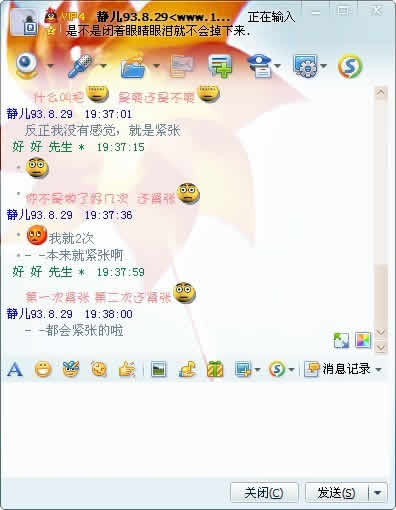 VIP4 静儿93.8.29<www.1... 正在输入
是不是闭着眼睛眼泪就不会掉下来.
什么叫把 是爽还是不爽
静儿93.8.29 19:37:01
反正我没有感觉，就是紧张
好 好 先生 * 19:37:15
你不是做了好几次 还紧张
静儿93.8.29 19:37:36
我就2次
- -本来就紧张啊
好 好 先生 * 19:37:59
第一次紧张 第二次还紧张
静儿93.8.29 19:38:00
- -都会紧张的啦
A 消息记录
关闭(C) 发送(S)